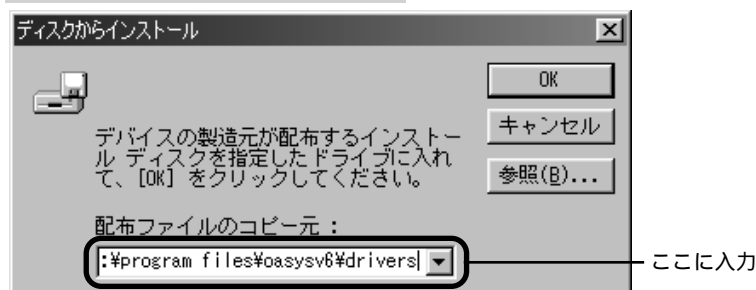 ディスクからインストール
OK
キャンセル
参照(B)...
デバイスの製造元が配布するインストー
ル ディスクを指定したドライブに入れ
て、[OK] をクリックしてください。
配布ファイルのコピー元：
:¥program files¥oasysv6¥drivers
ここに入力